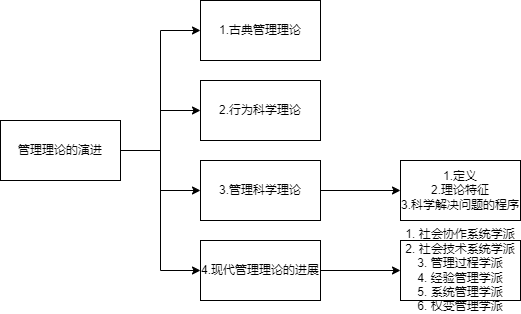 1.古典管理理论
2.行为科学理论
管理理论的演进
3.管理科学理论
1.定义
2.理论特征
3.科学解决问题的程序
4.现代管理理论的进展
1. 社会协作系统学派
2. 社会技术系统学派
3. 管理过程学派
4. 经验管理学派
5. 系统管理学派
6. 权变管理学派